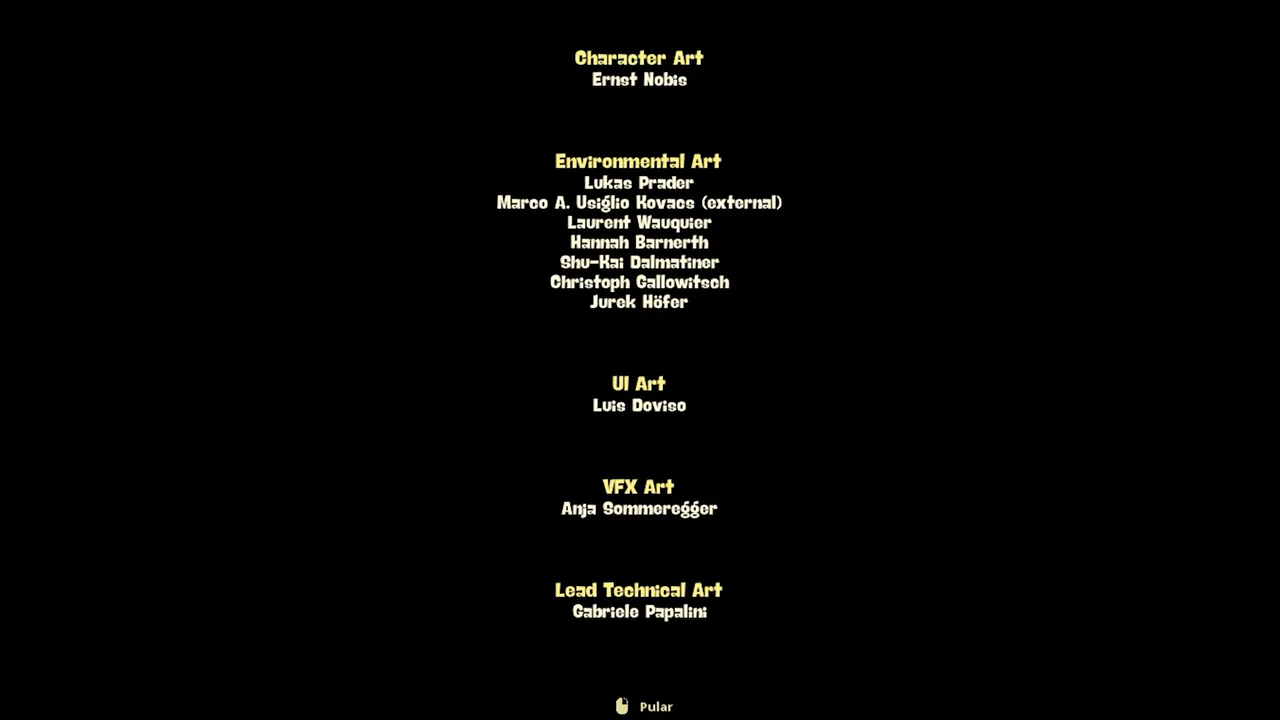 Character Art
Ernst Nobis
Environmental Art
Lukas Prader
Marco A. Usiglio Kovacs (external)
Laurent Wauquier
Hannah Barnerth
Shu-Kai Dalmatiner
Christoph Gallowitsch
Jurek Höfer
UI Art
Luis Doviso
VFX Art
Anja Sommeregger
Lead Technical Art
Gabriele Papalini
Pular